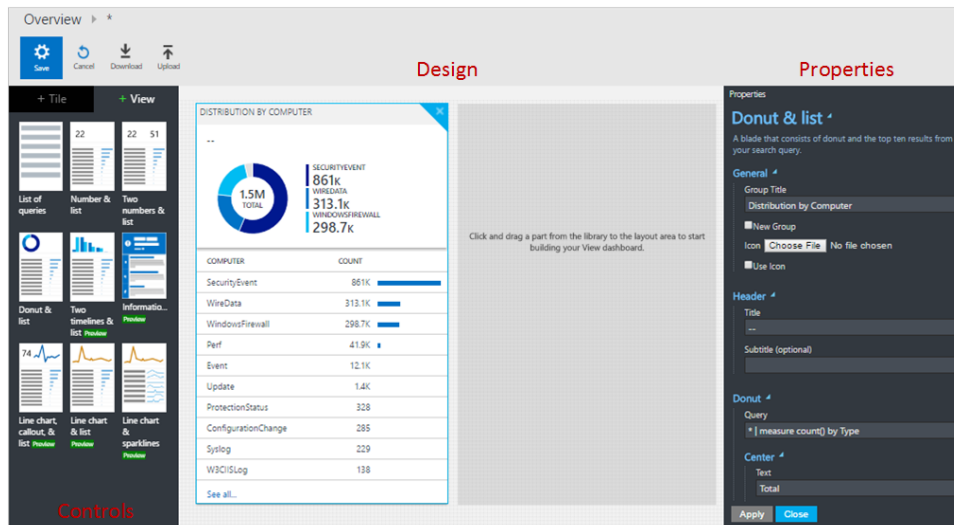 Overview ▸ *
Save Cancel Download Upload
Design
Properties
+ Tile + View
22 22 51
List of queries
Number & list
Two numbers & list
Donut & list
Two timelines & list Preview
Informatio... Preview
74
Line chart, callout, & list Preview
Line chart & list Preview
Line chart & sparklines Preview
Controls
DISTRIBUTION BY COMPUTER
--
1.5M
TOTAL
SECURITYEVENT
861K
WIREDATA
313.1K
WINDOWSFIREWALL
298.7K
COMPUTER COUNT
SecurityEvent 861K
WireData 313.1K
WindowsFirewall 298.7K
Perf 41.9K
Event 12.1K
Update 1.4K
ProtectionStatus 328
ConfigurationChange 285
Syslog 229
W3CIISLog 138
See all...
Click and drag a part from the library to the layout area to start
building your View dashboard.
Properties
Donut & list
A blade that consists of donut and the top ten results from
your search query.
General
Group Title
Distribution by Computer
New Group
Icon Choose File No file chosen
Use Icon
Header
Title
--
Subtitle (optional)
Donut
Query
* | measure count() by Type
Center
Text
Total
Apply Close